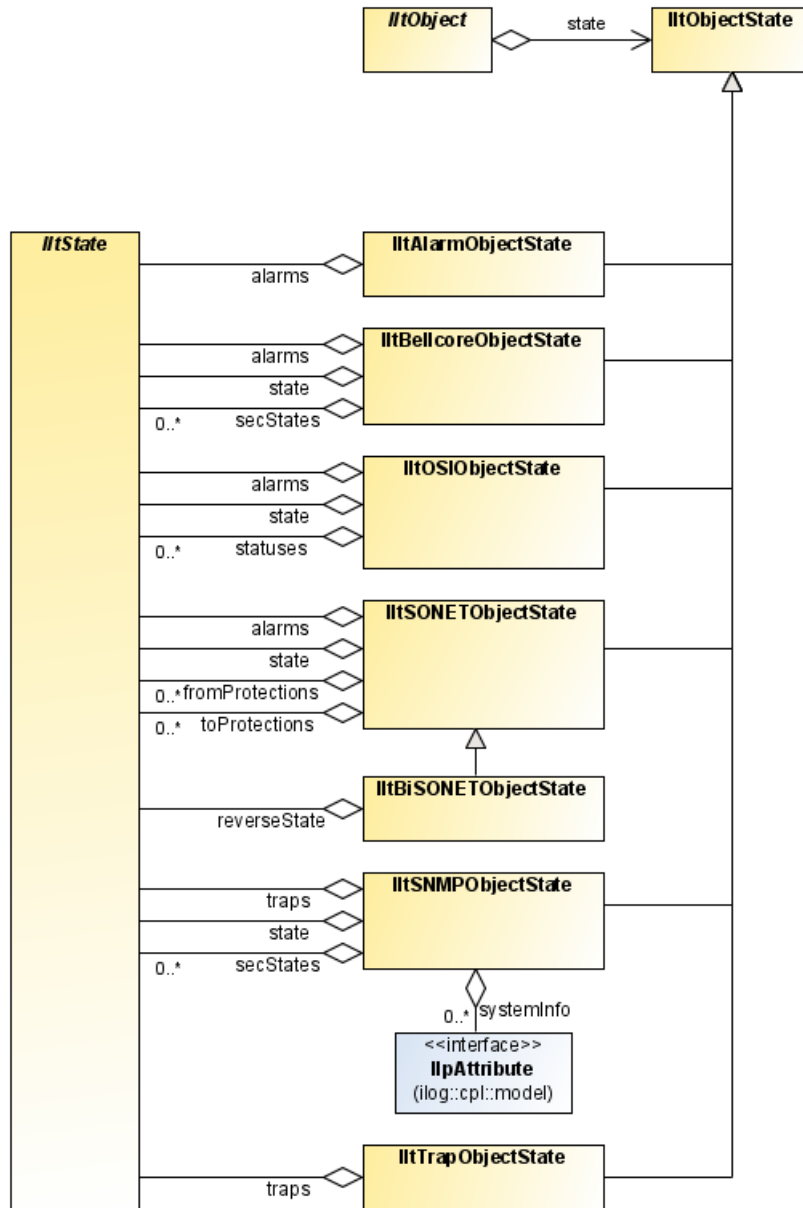 IltObject
state
IltObjectState
IltState
IltAlarmObjectState
alarms
IltBellcoreObjectState
alarms
state
0..* secStates
IltOSIObjectState
alarms
state
0..* statuses
IltSONETObjectState
alarms
state
0..* fromProtections
0..* toProtections
IltBiSONETObjectState
reverseState
IltSNMPObjectState
traps
state
0..* secStates
0..* systemInfo
<<interface>>
IlpAttribute
(ilog::cpl::model)
IltTrapObjectState
traps